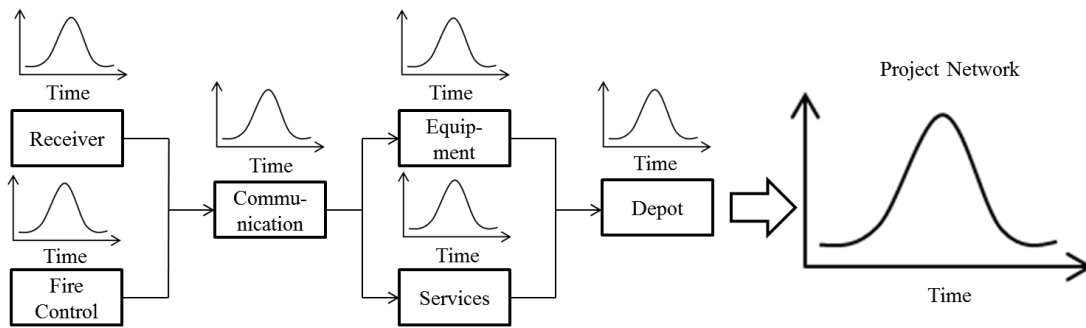 Time
Receiver
Time
Fire
Control
Time
Commu-
nication
Time
Equip-
ment
Time
Services
Time
Depot
Project Network
Time